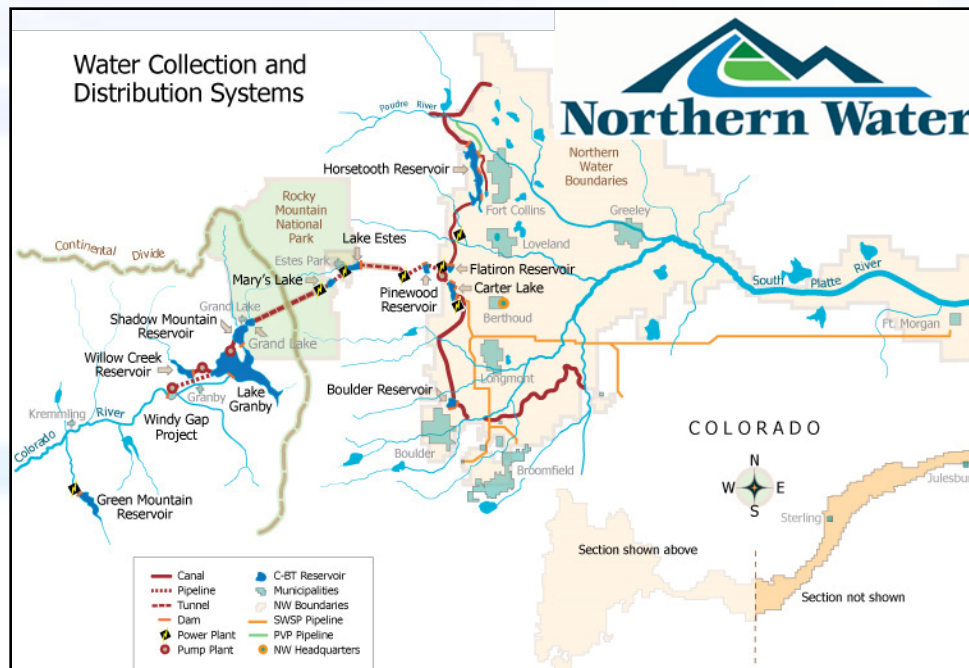 Water Collection and
Distribution Systems
Northern Water
Poudre River
Horsetooth Reservoir
Northern
Water
Boundaries
Rocky
Mountain
National
Park
Fort Collins
Greeley
Continental Divide
Lake Estes
Estes Park
Loveland
Mary's Lake
Flatiron Reservoir
Pinewood
Reservoir
Carter Lake
South Platte River
Grand Lake
Shadow Mountain
Reservoir
Grand Lake
Berthoud
Ft. Morgan
Willow Creek
Reservoir
Longmont
Lake
Granby
Granby
Boulder Reservoir
Kremmling
Colorado River
Windy Gap
Project
COLORADO
Boulder
Broomfield
N
W E
S
Green Mountain
Reservoir
Julesburg
Sterling
Section shown above
Section not shown
Canal
Pipeline
Tunnel
Dam
Power Plant
Pump Plant
C-BT Reservoir
Municipalities
NW Boundaries
SWSP Pipeline
PVP Pipeline
NW Headquarters